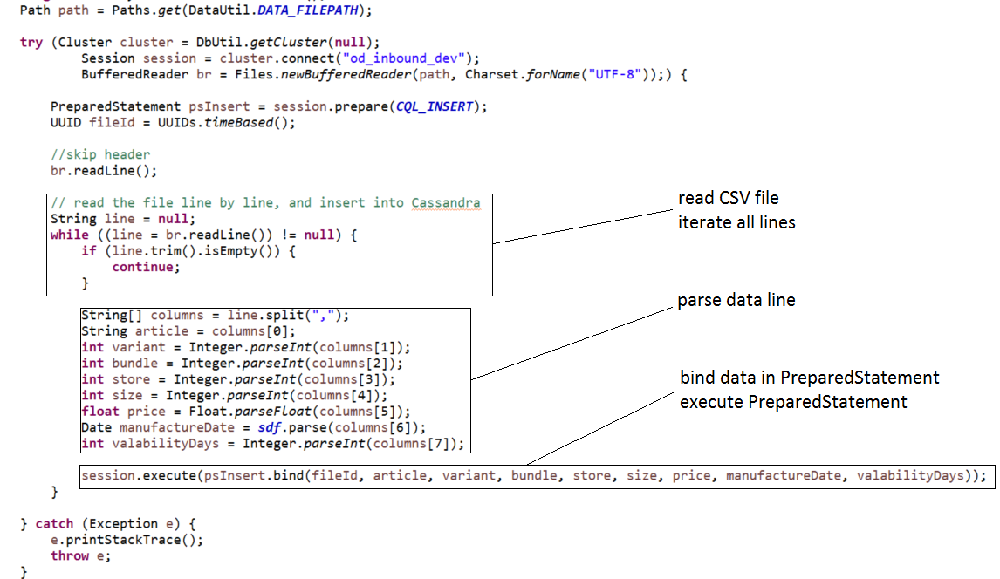 Path path = Paths.get(DataUtil.DATA_FILEPATH);
try (Cluster cluster = DbUtil.getCluster(null);
Session session = cluster.connect("od_inbound_dev");
BufferedReader br = Files.newBufferedReader(path, Charset.forName("UTF-8"));) {
PreparedStatement psInsert = session.prepare(CQL_INSERT);
UUID fileId = UUIDs.timeBased();
//skip header
br.readLine();
// read the file line by line, and insert into Cassandra
String line = null;
while ((line = br.readLine()) != null) {
if (line.trim().isEmpty()) {
continue;
}
read CSV file
iterate all lines
String[] columns = line.split(",");
String article = columns[0];
int variant = Integer.parseInt(columns[1]);
int bundle = Integer.parseInt(columns[2]);
int store = Integer.parseInt(columns[3]);
int size = Integer.parseInt(columns[4]);
float price = Float.parseFloat(columns[5]);
Date manufactureDate = sdf.parse(columns[6]);
int valabilityDays = Integer.parseInt(columns[7]);
parse data line
bind data in PreparedStatement
execute PreparedStatement
session.execute(psInsert.bind(fileId, article, variant, bundle, store, size, price, manufactureDate, valabilityDays));
}
} catch (Exception e) {
e.printStackTrace();
throw e;
}